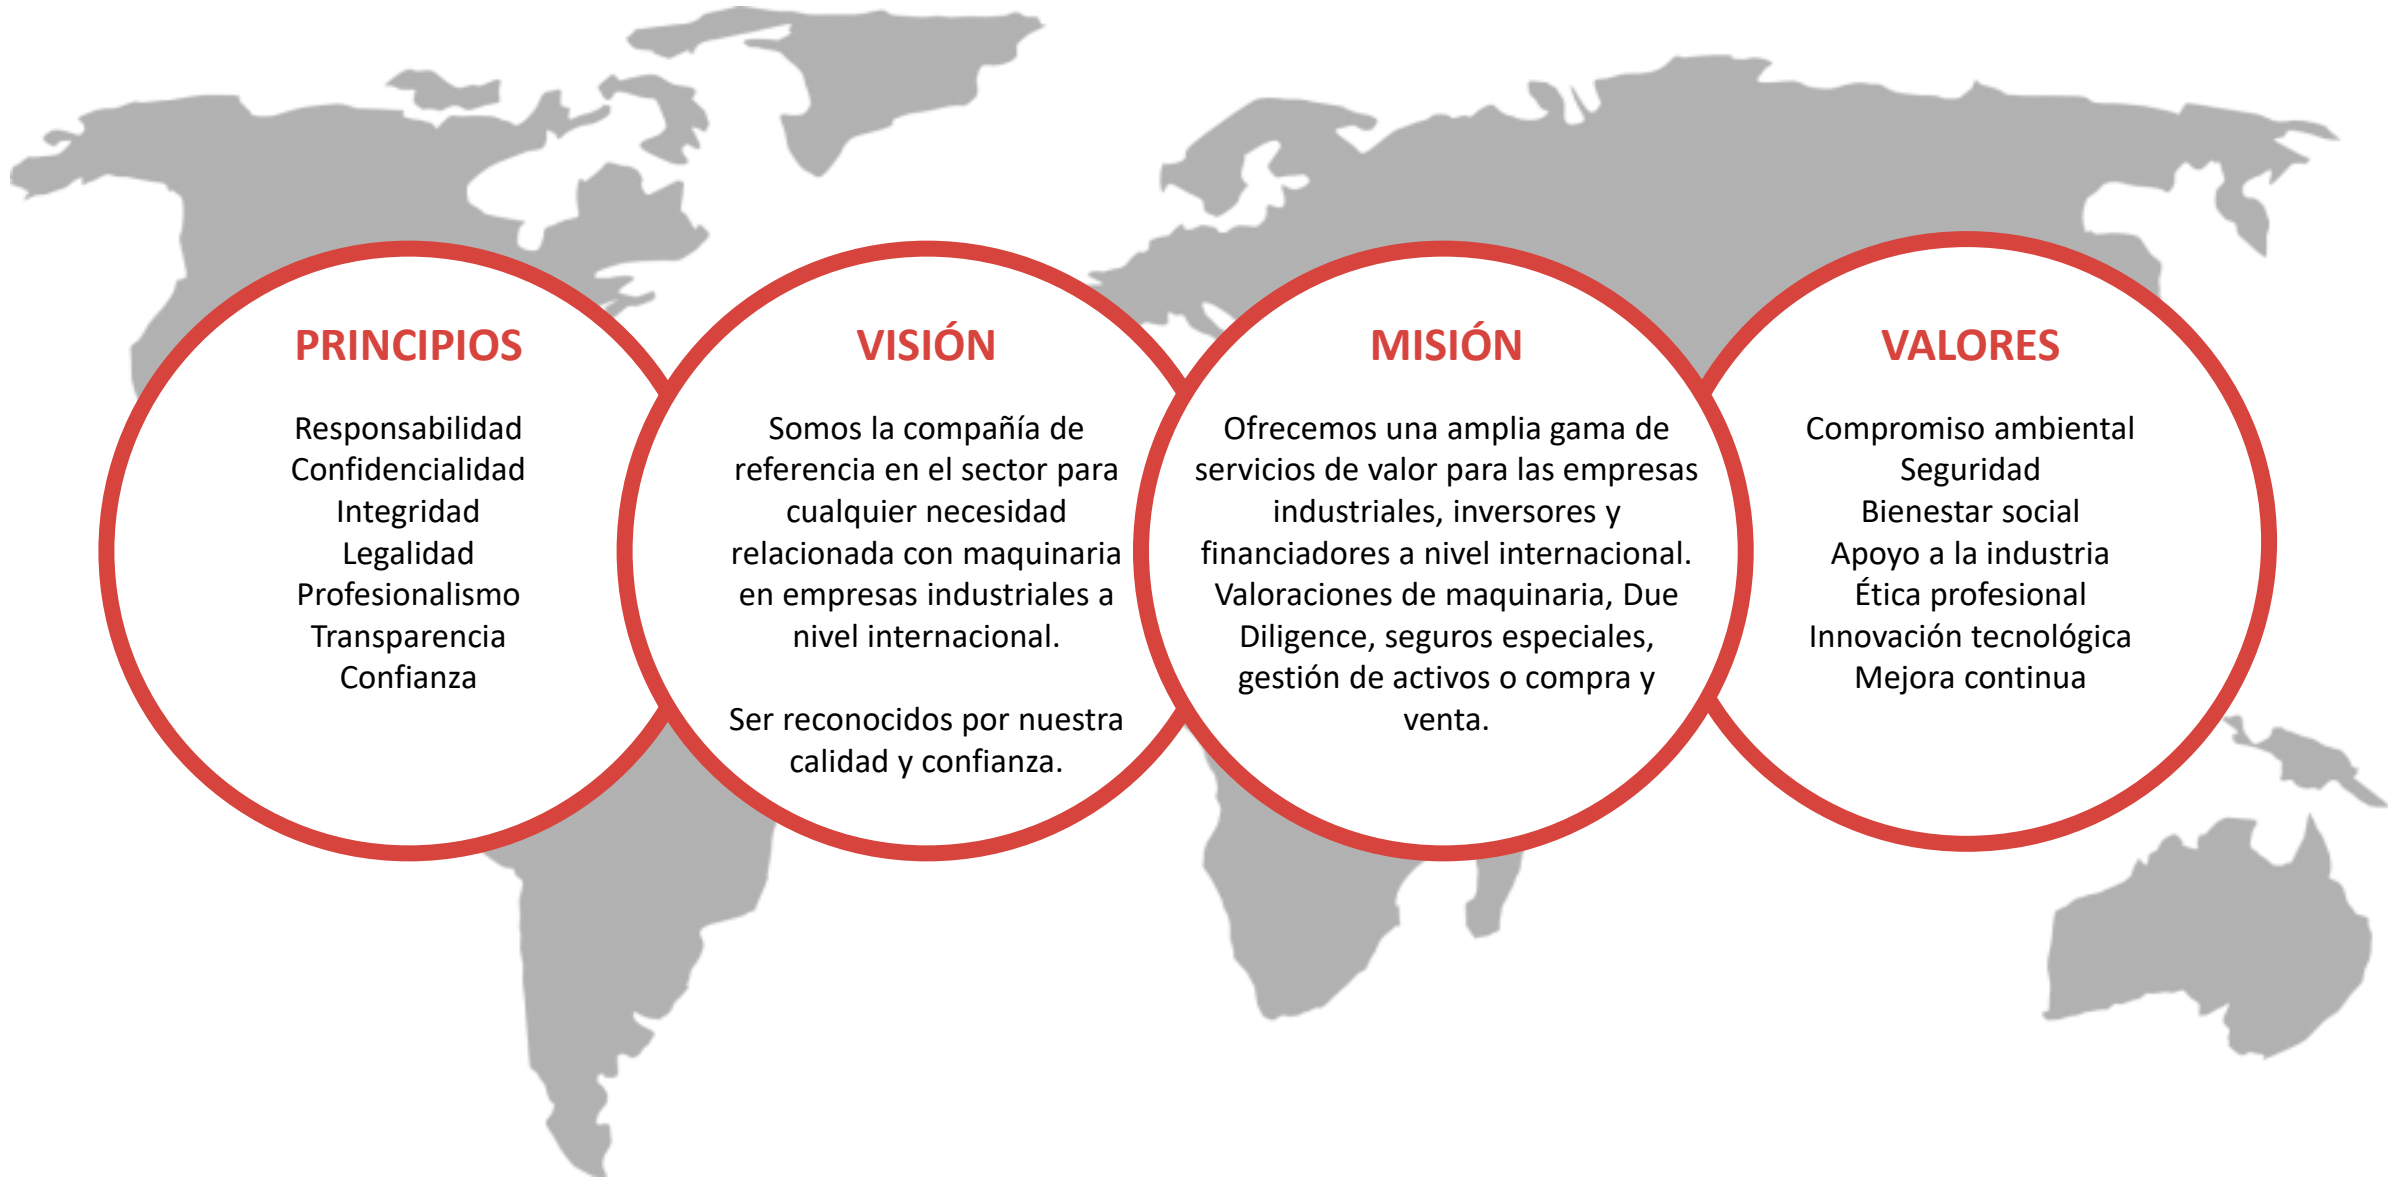 PRINCIPIOS
Responsabilidad
Confidencialidad
Integridad
Legalidad
Profesionalismo
Transparencia
Confianza
VISIÓN
Somos la compañía de
referencia en el sector para
cualquier necesidad
relacionada con maquinaria
en empresas industriales a
nivel internacional.
Ser reconocidos por nuestra
calidad y confianza.
MISIÓN
Ofrecemos una amplia gama de
servicios de valor para las empresas
industriales, inversores y
financiadores a nivel internacional.
Valoraciones de maquinaria, Due
Diligence, seguros especiales,
gestión de activos o compra y
venta.
VALORES
Compromiso ambiental
Seguridad
Bienestar social
Apoyo a la industria
Ética profesional
Innovación tecnológica
Mejora continua